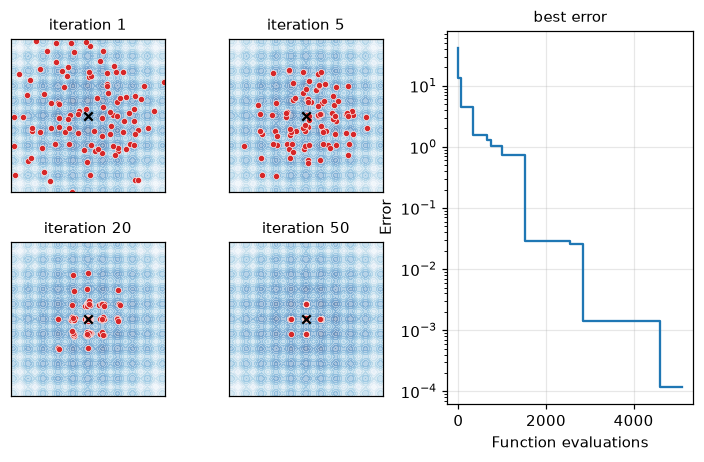 iteration 1
iteration 5
iteration 20
iteration 50
best error
Error
10¹
10⁰
10⁻¹
10⁻²
10⁻³
10⁻⁴
0 2000 4000
Function evaluations